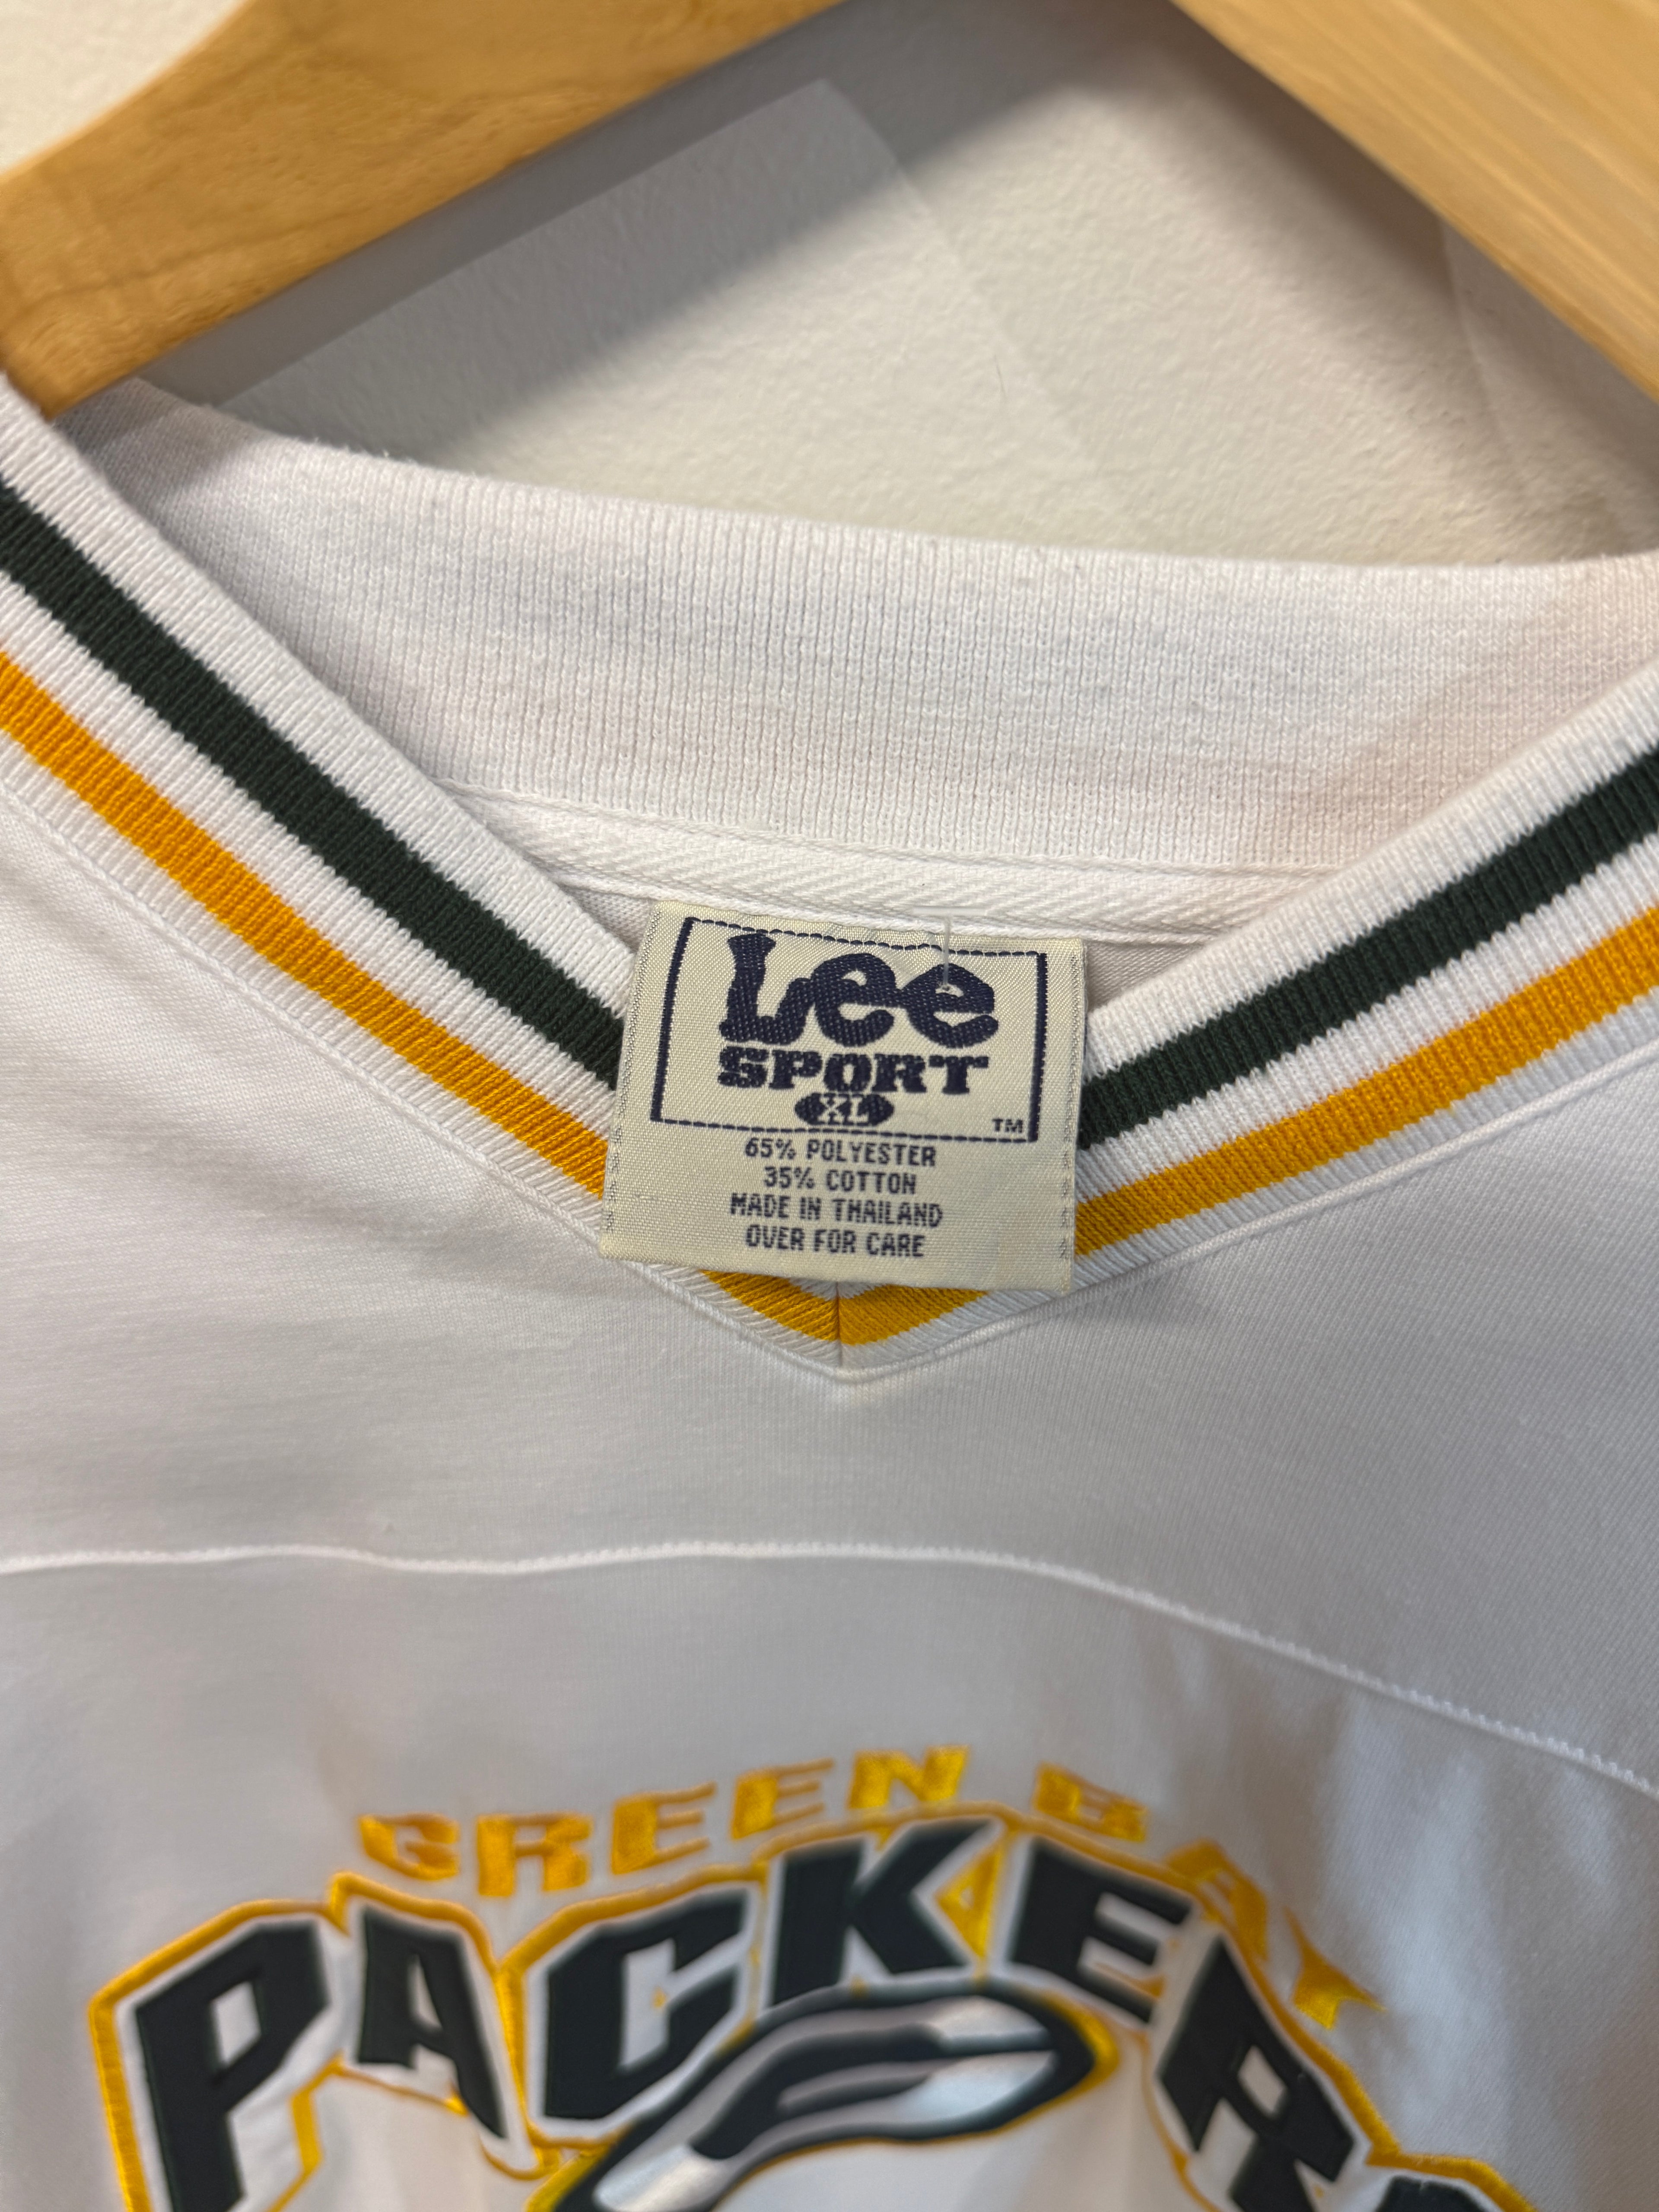 Lee
SPORT
XL
TM
65% POLYESTER
35% COTTON
MADE IN THAILAND
OVER FOR CARE
GREEN BAY
PACKERS